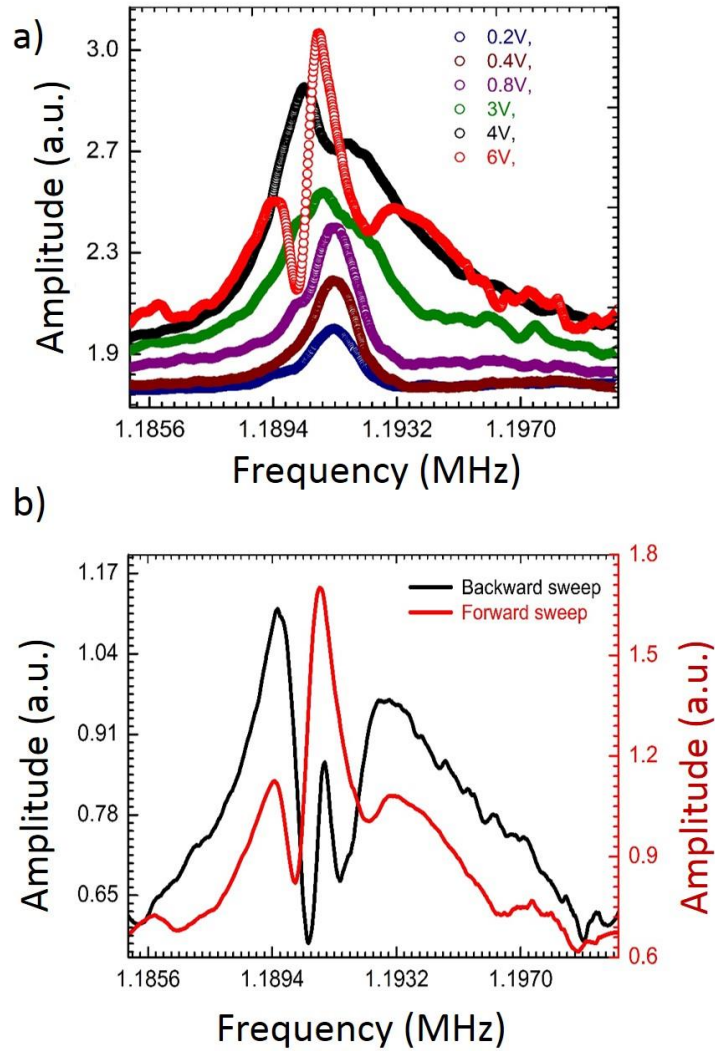 a)
3.0
2.7
2.3
1.9
Amplitude (a.u.)
0.2V,
0.4V,
0.8V,
3V,
4V,
6V,
1.1856 1.1894 1.1932 1.1970
Frequency (MHz)
b)
1.17
1.04
0.91
0.78
0.65
Amplitude (a.u.)
Backward sweep
Forward sweep
1.8
1.5
1.2
0.9
0.6
Amplitude (a.u.)
1.1856 1.1894 1.1932 1.1970
Frequency (MHz)